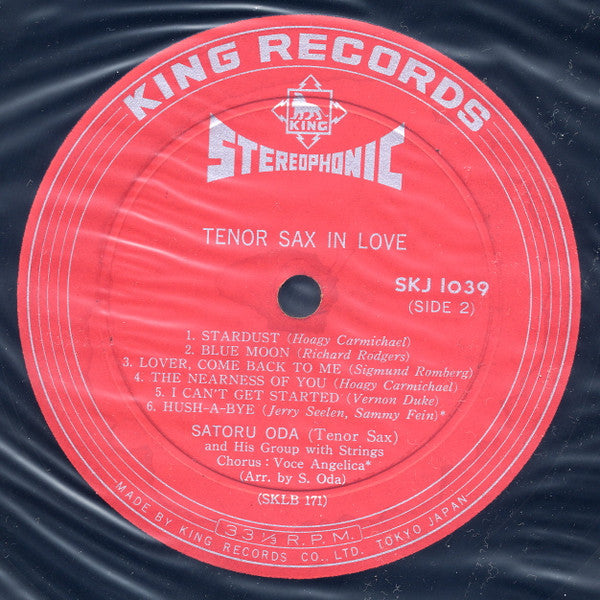 KING RECORDS
KING
STEREOPHONIC
TENOR SAX IN LOVE
SKJ 1039
(SIDE 2)
1. STARDUST (Hoagy Carmichael)
2. BLUE MOON (Richard Rodgers)
3. LOVER, COME BACK TO ME (Sigmund Romberg)
4. THE NEARNESS OF YOU (Hoagy Carmichael)
5. I CAN'T GET STARTED (Vernon Duke)
6. HUSH-A-BYE (Jerry Seelen, Sammy Fein)*
SATORU ODA (Tenor Sax)
and His Group with Strings
Chorus : Voce Angelica*
(Arr. by S. Oda)
(SKLB 171)
33⅓ R.P.M.
MADE BY KING RECORDS CO., LTD. TOKYO JAPAN